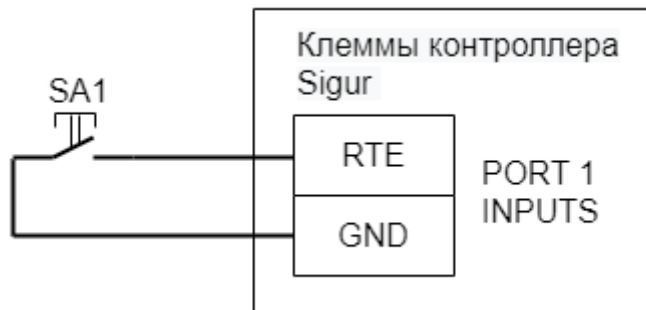 Клеммы контроллера
Sigur
SA1
RTE
PORT 1
INPUTS
GND